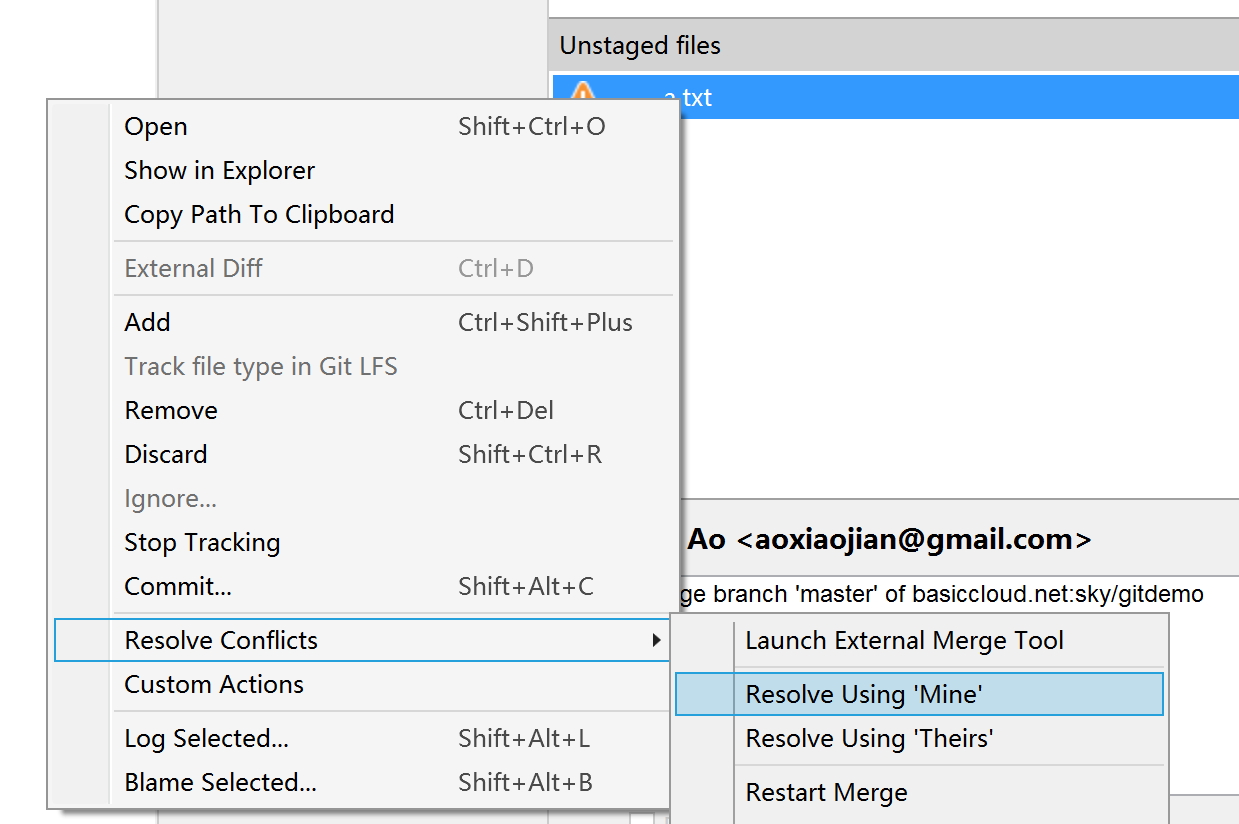 Unstaged files
a.txt
Open Shift+Ctrl+O
Show in Explorer
Copy Path To Clipboard
External Diff Ctrl+D
Add Ctrl+Shift+Plus
Track file type in Git LFS
Remove Ctrl+Del
Discard Shift+Ctrl+R
Ignore...
Stop Tracking
Commit... Shift+Alt+C
Ao <aoxiaojian@gmail.com>
ge branch 'master' of basiccloud.net:sky/gitdemo
Resolve Conflicts
Custom Actions
Log Selected... Shift+Alt+L
Blame Selected... Shift+Alt+B
Launch External Merge Tool
Resolve Using 'Mine'
Resolve Using 'Theirs'
Restart Merge